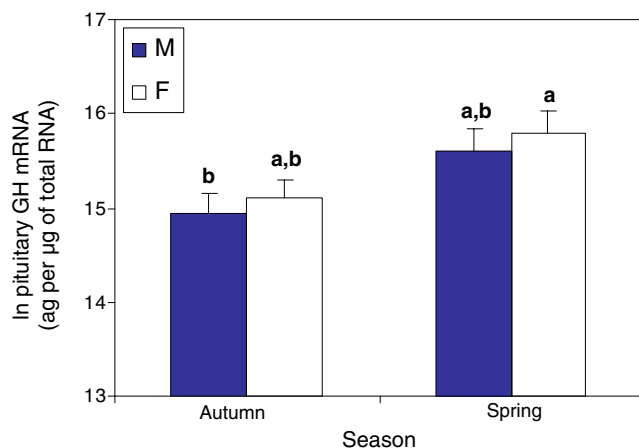 17
16
15
14
13
M
F
b
a,b
a,b
a
ln pituitary GH mRNA
(ag per µg of total RNA)
Autumn
Spring
Season